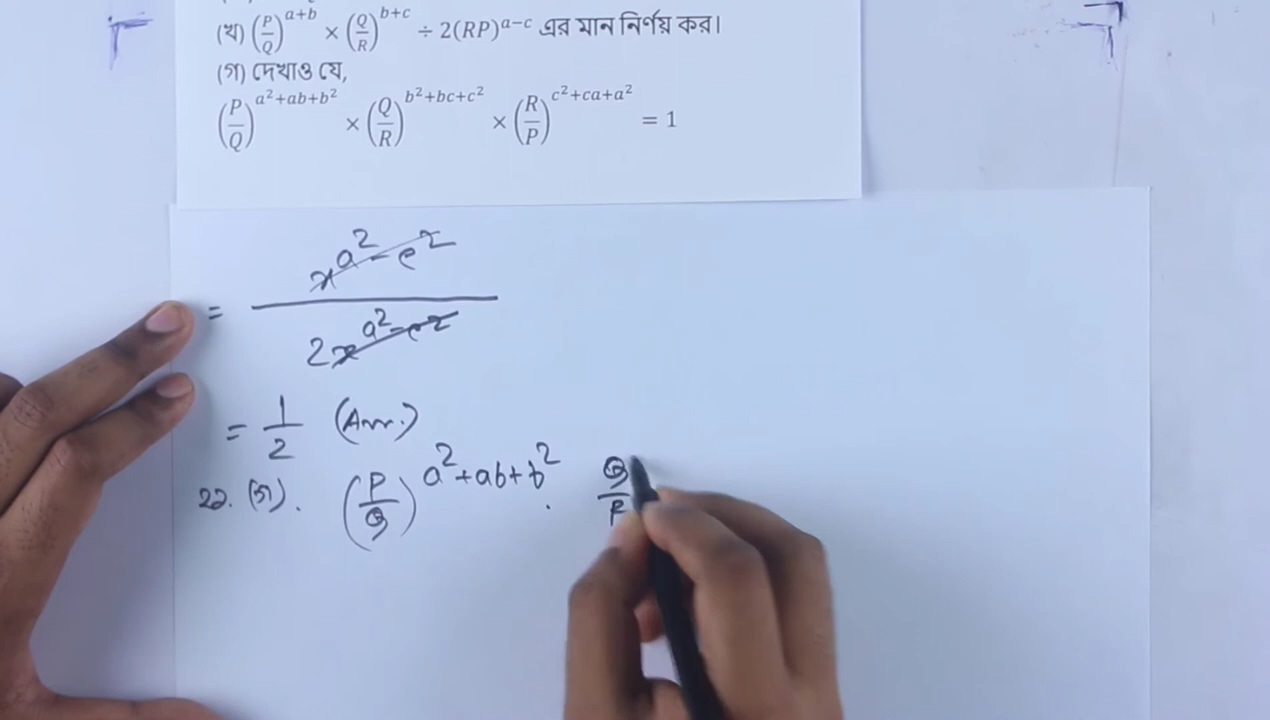 (খ) (P/Q)^{a+b} × (Q/R)^{b+c} ÷ 2(RP)^{a−c} এর মান নির্ণয় কর।
(গ) দেখাও যে,
(P/Q)^{a²+ab+b²} × (Q/R)^{b²+bc+c²} × (R/P)^{c²+ca+a²} = 1
= x^{a²−c²} / 2x^{a²−c²}
= 1/2 (Ans.)
২১. (গ). (P/Q)^{a²+ab+b²} . Q/R